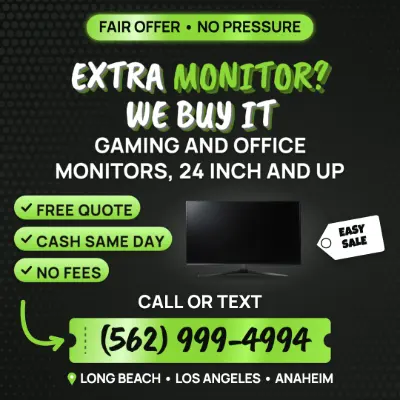 FAIR OFFER • NO PRESSURE
EXTRA MONITOR?
WE BUY IT
GAMING AND OFFICE
MONITORS, 24 INCH AND UP
FREE QUOTE
CASH SAME DAY
NO FEES
EASY
SALE
CALL OR TEXT
(562) 999-4994
LONG BEACH • LOS ANGELES • ANAHEIM